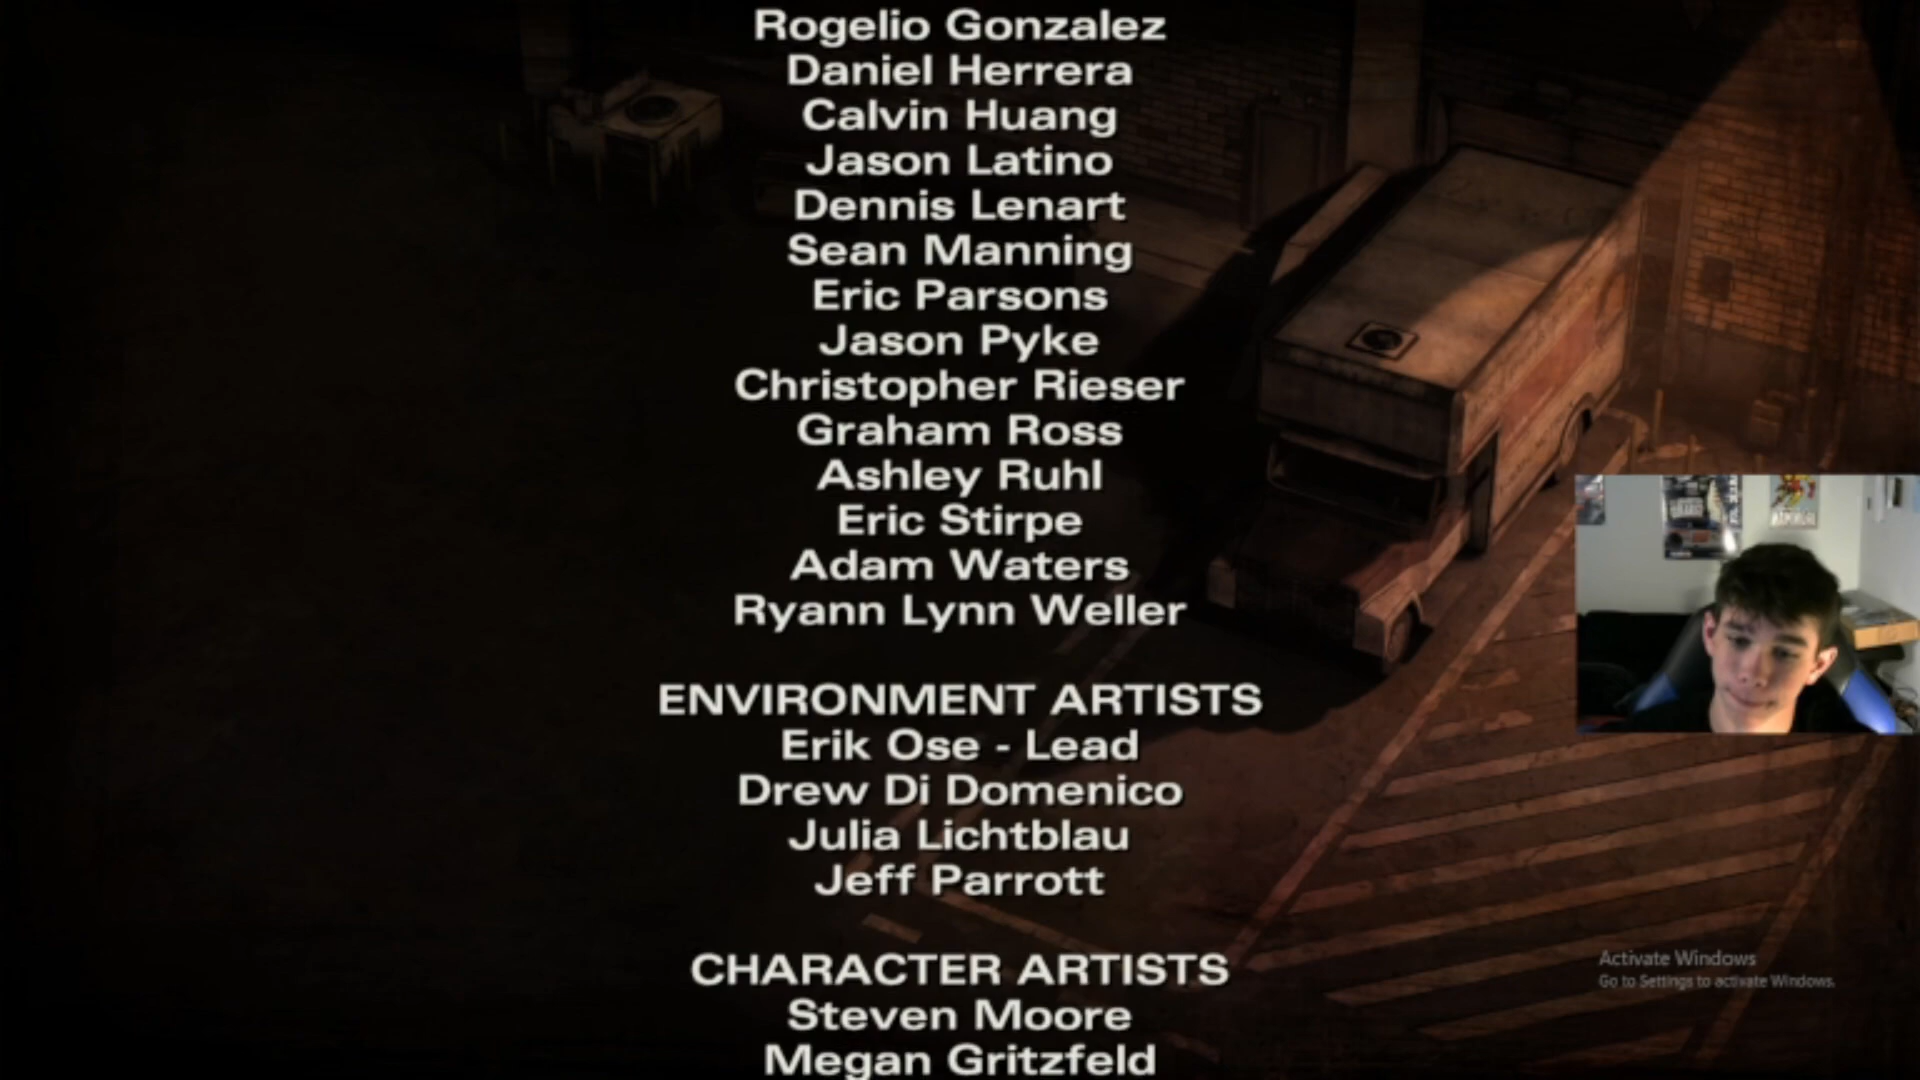 Rogelio Gonzalez
Daniel Herrera
Calvin Huang
Jason Latino
Dennis Lenart
Sean Manning
Eric Parsons
Jason Pyke
Christopher Rieser
Graham Ross
Ashley Ruhl
Eric Stirpe
Adam Waters
Ryann Lynn Weller
ENVIRONMENT ARTISTS
Erik Ose - Lead
Drew Di Domenico
Julia Lichtblau
Jeff Parrott
CHARACTER ARTISTS
Steven Moore
Megan Gritzfeld
Activate Windows
Go to Settings to activate Windows.